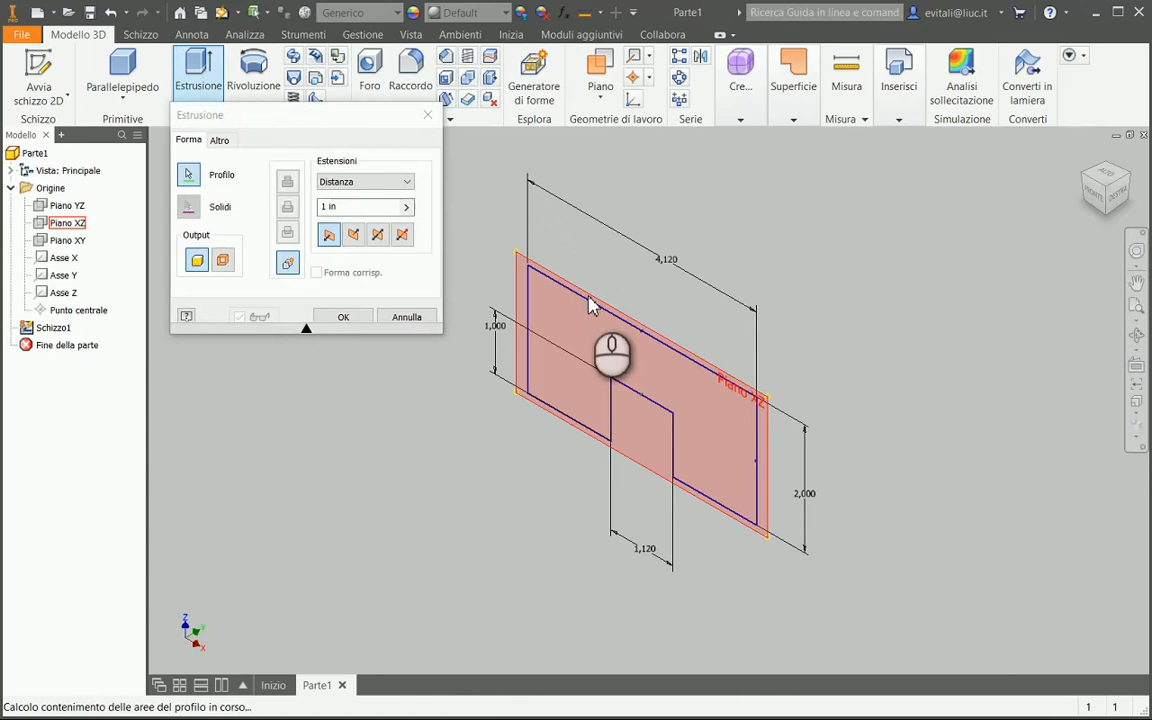 Generico
Default
Parte1
Ricerca Guida in linea e comando
evitali@liuc.it
PRO
File
Modello 3D
Schizzo
Annota
Analizza
Strumenti
Gestione
Vista
Ambienti
Inizia
Moduli aggiuntivi
Collabora
Avvia
schizzo 2D
Parallelepipedo
Estrusione
Rivoluzione
Foro
Raccordo
Generatore
di forme
Piano
Cre...
Superficie
Misura
Inserisci
Analisi
sollecitazione
Converti in
lamiera
Schizzo
Primitive
Esplora
Geometrie di lavoro
Serie
Misura
Simulazione
Converti
Modello
Parte1
Vista: Principale
Origine
Piano YZ
Piano XZ
Piano XY
Asse X
Asse Y
Asse Z
Punto centrale
Schizzo1
Fine della parte
Estrusione
Forma
Altro
Profilo
Solidi
Output
Estensioni
Distanza
1 in
Forma corrisp.
OK
Annulla
4,120
1,000
Piano XZ
2,000
1,120
ALTO
FRONTE
DESTRA
Z
Y
X
Inizio
Parte1
Calcolo contenimento delle aree del profilo in corso...
1
1